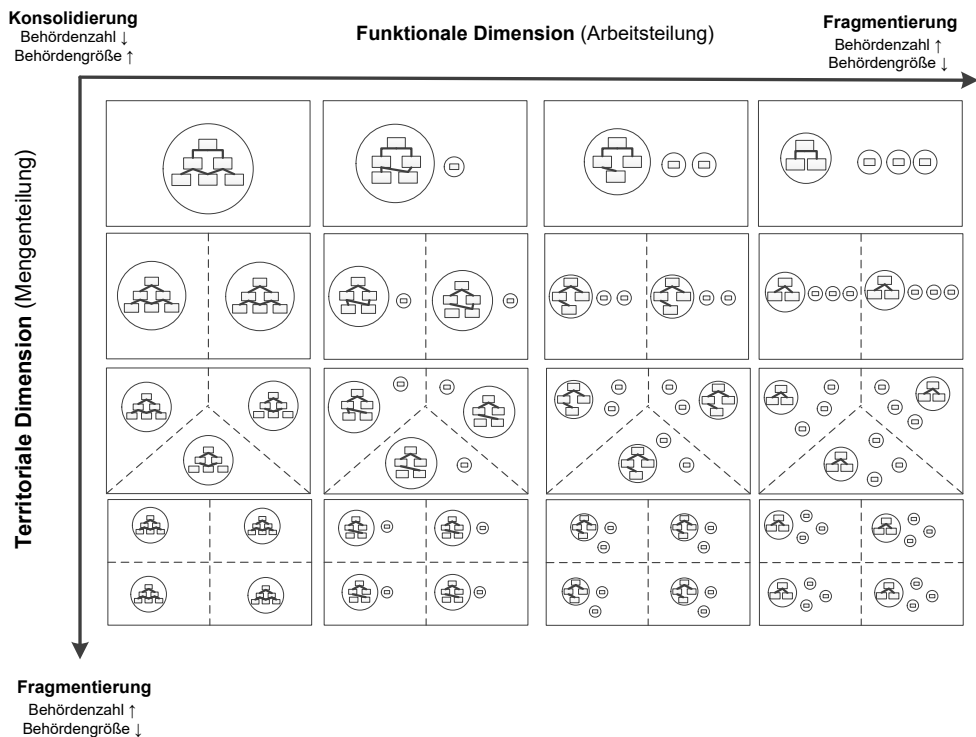 Konsolidierung
Behördenzahl ↓
Behördengröße ↑
Funktionale Dimension (Arbeitsteilung)
Fragmentierung
Behördenzahl ↑
Behördengröße ↓
Territoriale Dimension (Mengenteilung)
Fragmentierung
Behördenzahl ↑
Behördengröße ↓